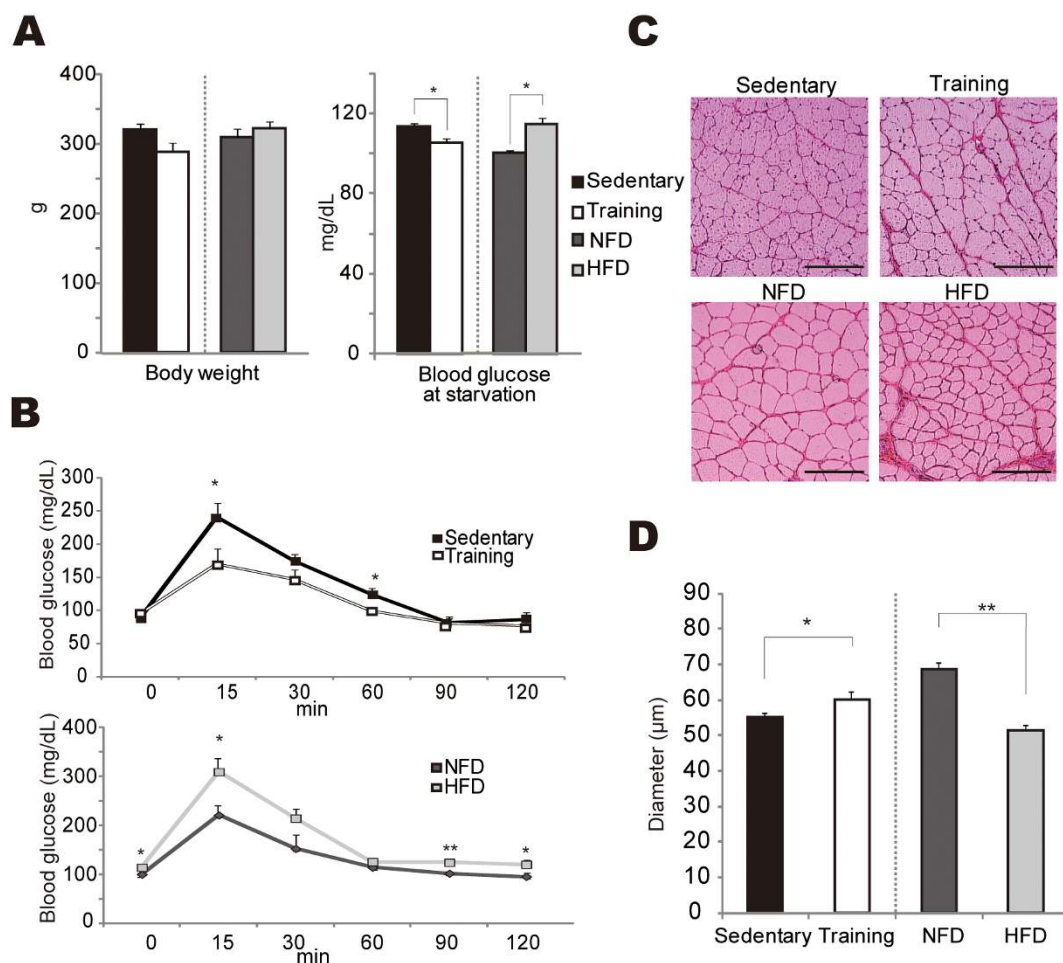 A
400
300
300
100
0
g
Body weight
120
80
40
0
mg/dL
* *
Blood glucose
at starvation
Sedentary
Training
NFD
HFD
B
Blood glucose (mg/dL)
300
250
200
150
100
50
0
* *
Sedentary
Training
0 15 30 60 90 120
min
Blood glucose (mg/dL)
400
300
200
100
0
* * ** *
NFD
HFD
0 15 30 60 90 120
min
C
Sedentary Training
NFD HFD
D
Diameter (μm)
90
80
70
60
50
40
30
20
10
0
* **
Sedentary Training NFD HFD